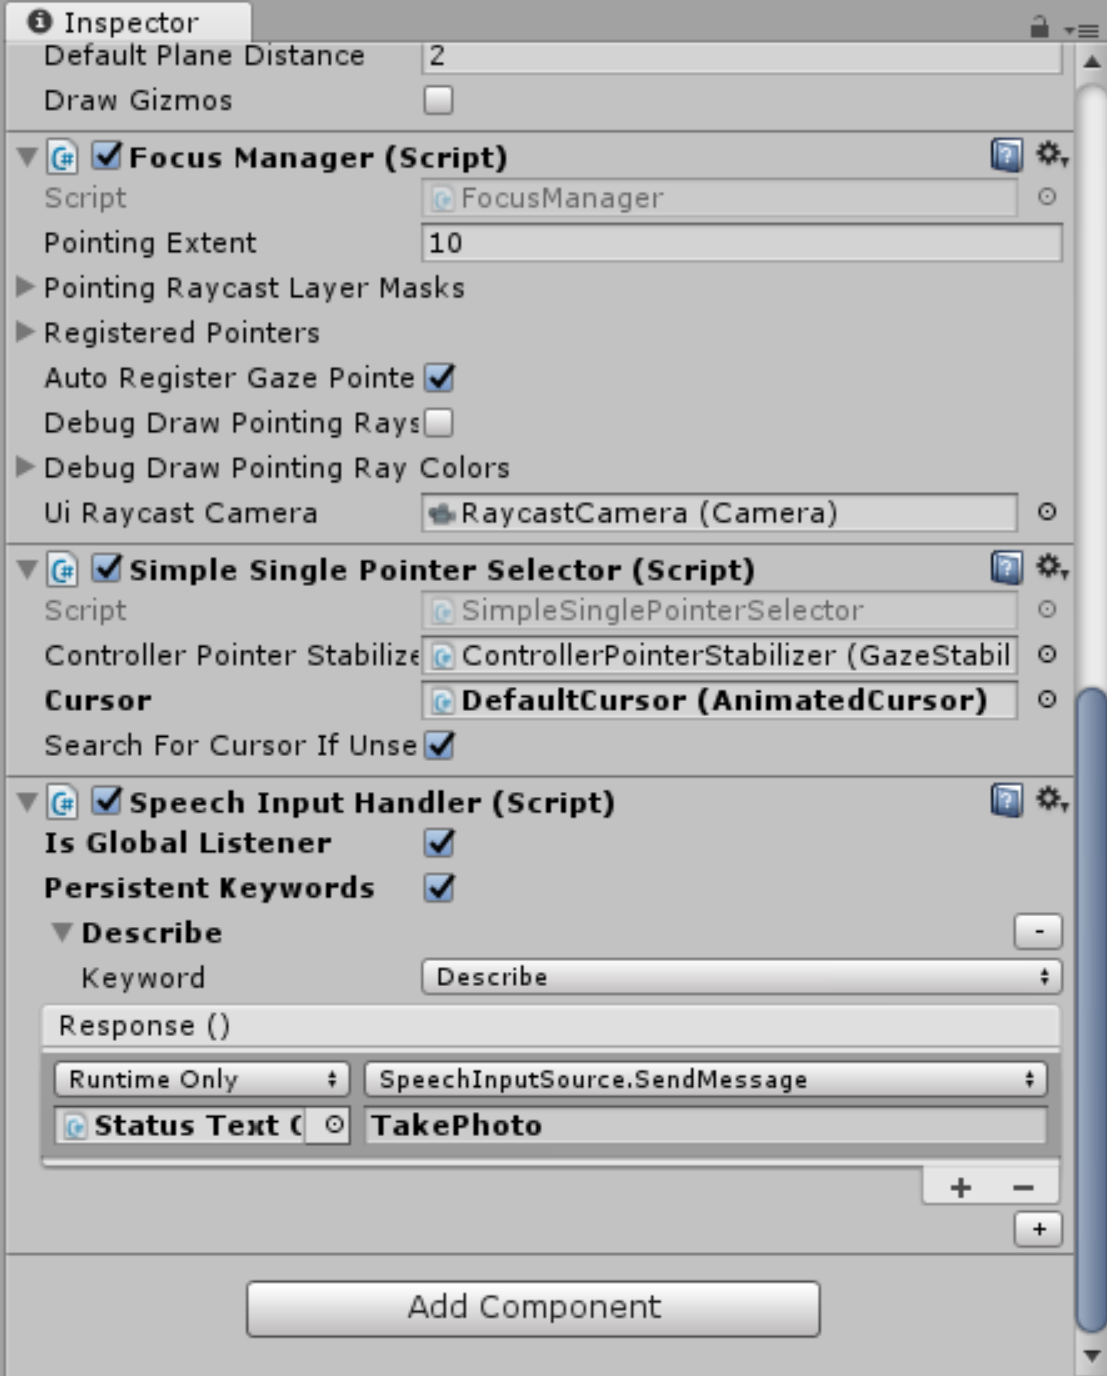 Inspector
Default Plane Distance 2
Draw Gizmos
Focus Manager (Script)
Script FocusManager
Pointing Extent 10
Pointing Raycast Layer Masks
Registered Pointers
Auto Register Gaze Pointe
Debug Draw Pointing Rays
Debug Draw Pointing Ray Colors
Ui Raycast Camera RaycastCamera (Camera)
Simple Single Pointer Selector (Script)
Script SimpleSinglePointerSelector
Controller Pointer Stabilize ControllerPointerStabilizer (GazeStabil
Cursor DefaultCursor (AnimatedCursor)
Search For Cursor If Unse
Speech Input Handler (Script)
Is Global Listener
Persistent Keywords
Describe -
Keyword Describe
Response ()
Runtime Only SpeechInputSource.SendMessage
Status Text ( TakePhoto
+ −
+
Add Component